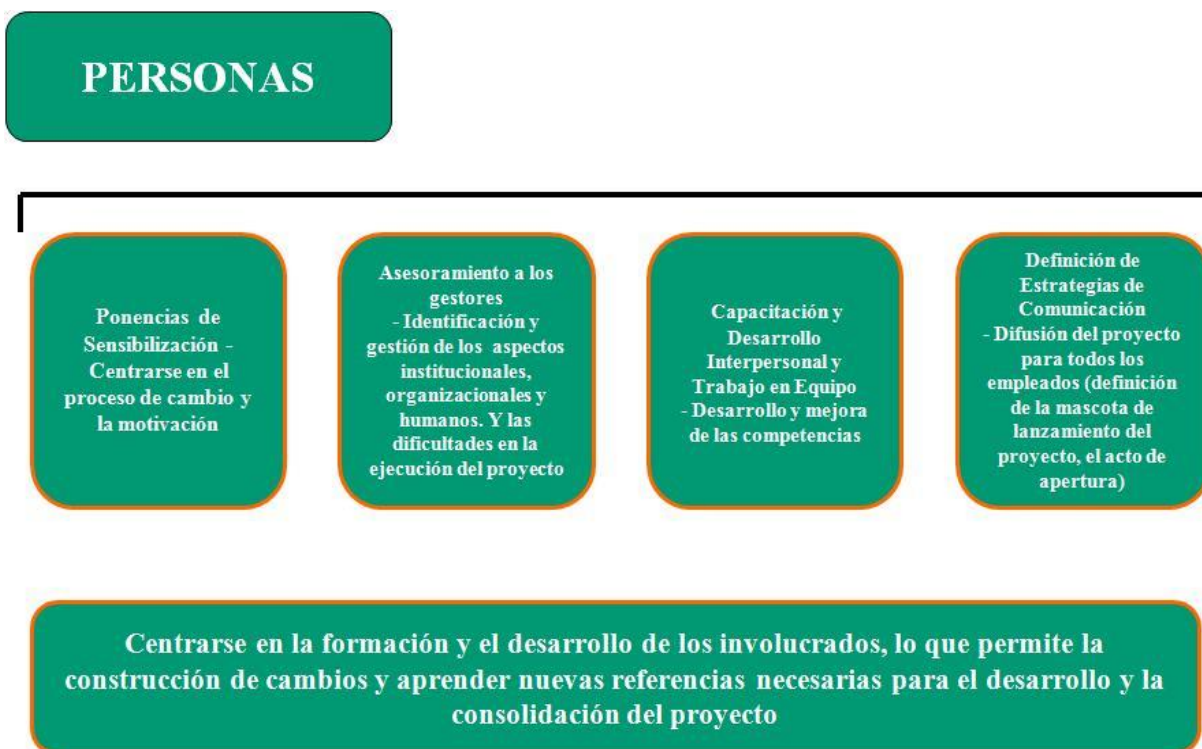 PERSONAS
Ponencias de
Sensibilización -
Centrarse en el
proceso de cambio y
la motivación
Asesoramiento a los
gestores
- Identificación y
gestión de los aspectos
institucionales,
organizacionales y
humanos. Y las
dificultades en la
ejecución del proyecto
Capacitación y
Desarrollo
Interpersonal y
Trabajo en Equipo
- Desarrollo y mejora
de las competencias
Definición de
Estrategias de
Comunicación
- Difusión del proyecto
para todos los
empleados (definición
de la mascota de
lanzamiento del
proyecto, el acto de
apertura)
Centrarse en la formación y el desarrollo de los involucrados, lo que permite la
construcción de cambios y aprender nuevas referencias necesarias para el desarrollo y la
consolidación del proyecto